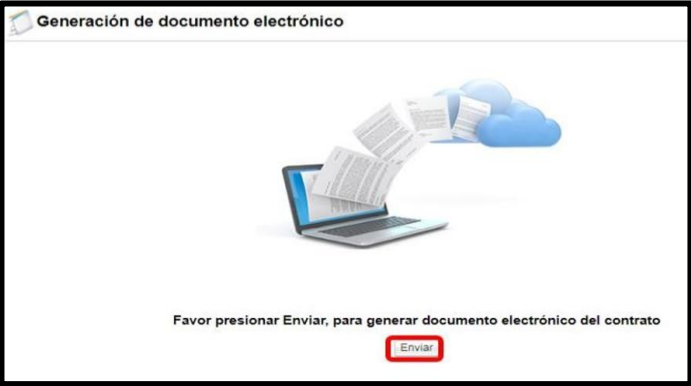 Generación de documento electrónico
Favor presionar Enviar, para generar documento electrónico del contrato
Enviar